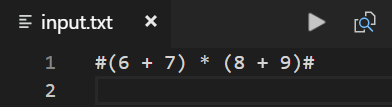 input.txt
1 #(6 + 7) * (8 + 9)#
2